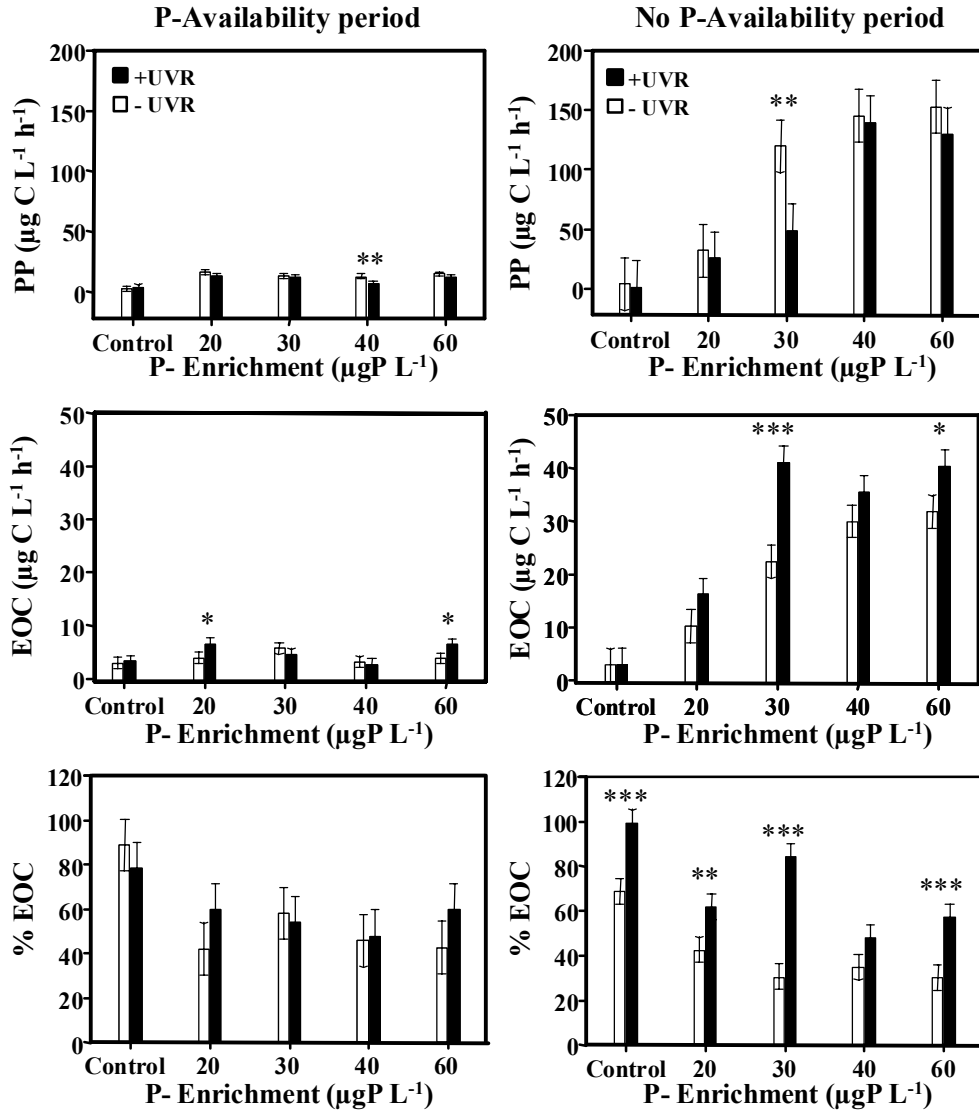 P-Availability period
No P-Availability period
200
150
100
50
0
PP (µg C L⁻¹ h⁻¹)
+UVR
- UVR
**
Control 20 30 40 60
P- Enrichment (µgP L⁻¹)
200
150
100
50
0
PP (µg C L⁻¹ h⁻¹)
+UVR
- UVR
**
Control 20 30 40 60
P- Enrichment (µgP L⁻¹)
50
40
30
20
10
0
EOC (µg C L⁻¹ h⁻¹)
*
*
Control 20 30 40 60
P- Enrichment (µgP L⁻¹)
50
40
30
20
10
0
EOC (µg C L⁻¹ h⁻¹)
***
*
Control 20 30 40 60
P- Enrichment (µgP L⁻¹)
120
100
80
60
40
20
0
% EOC
Control 20 30 40 60
P- Enrichment (µgP L⁻¹)
120
100
80
60
40
20
0
% EOC
***
**
***
***
Control 20 30 40 60
P- Enrichment (µgP L⁻¹)